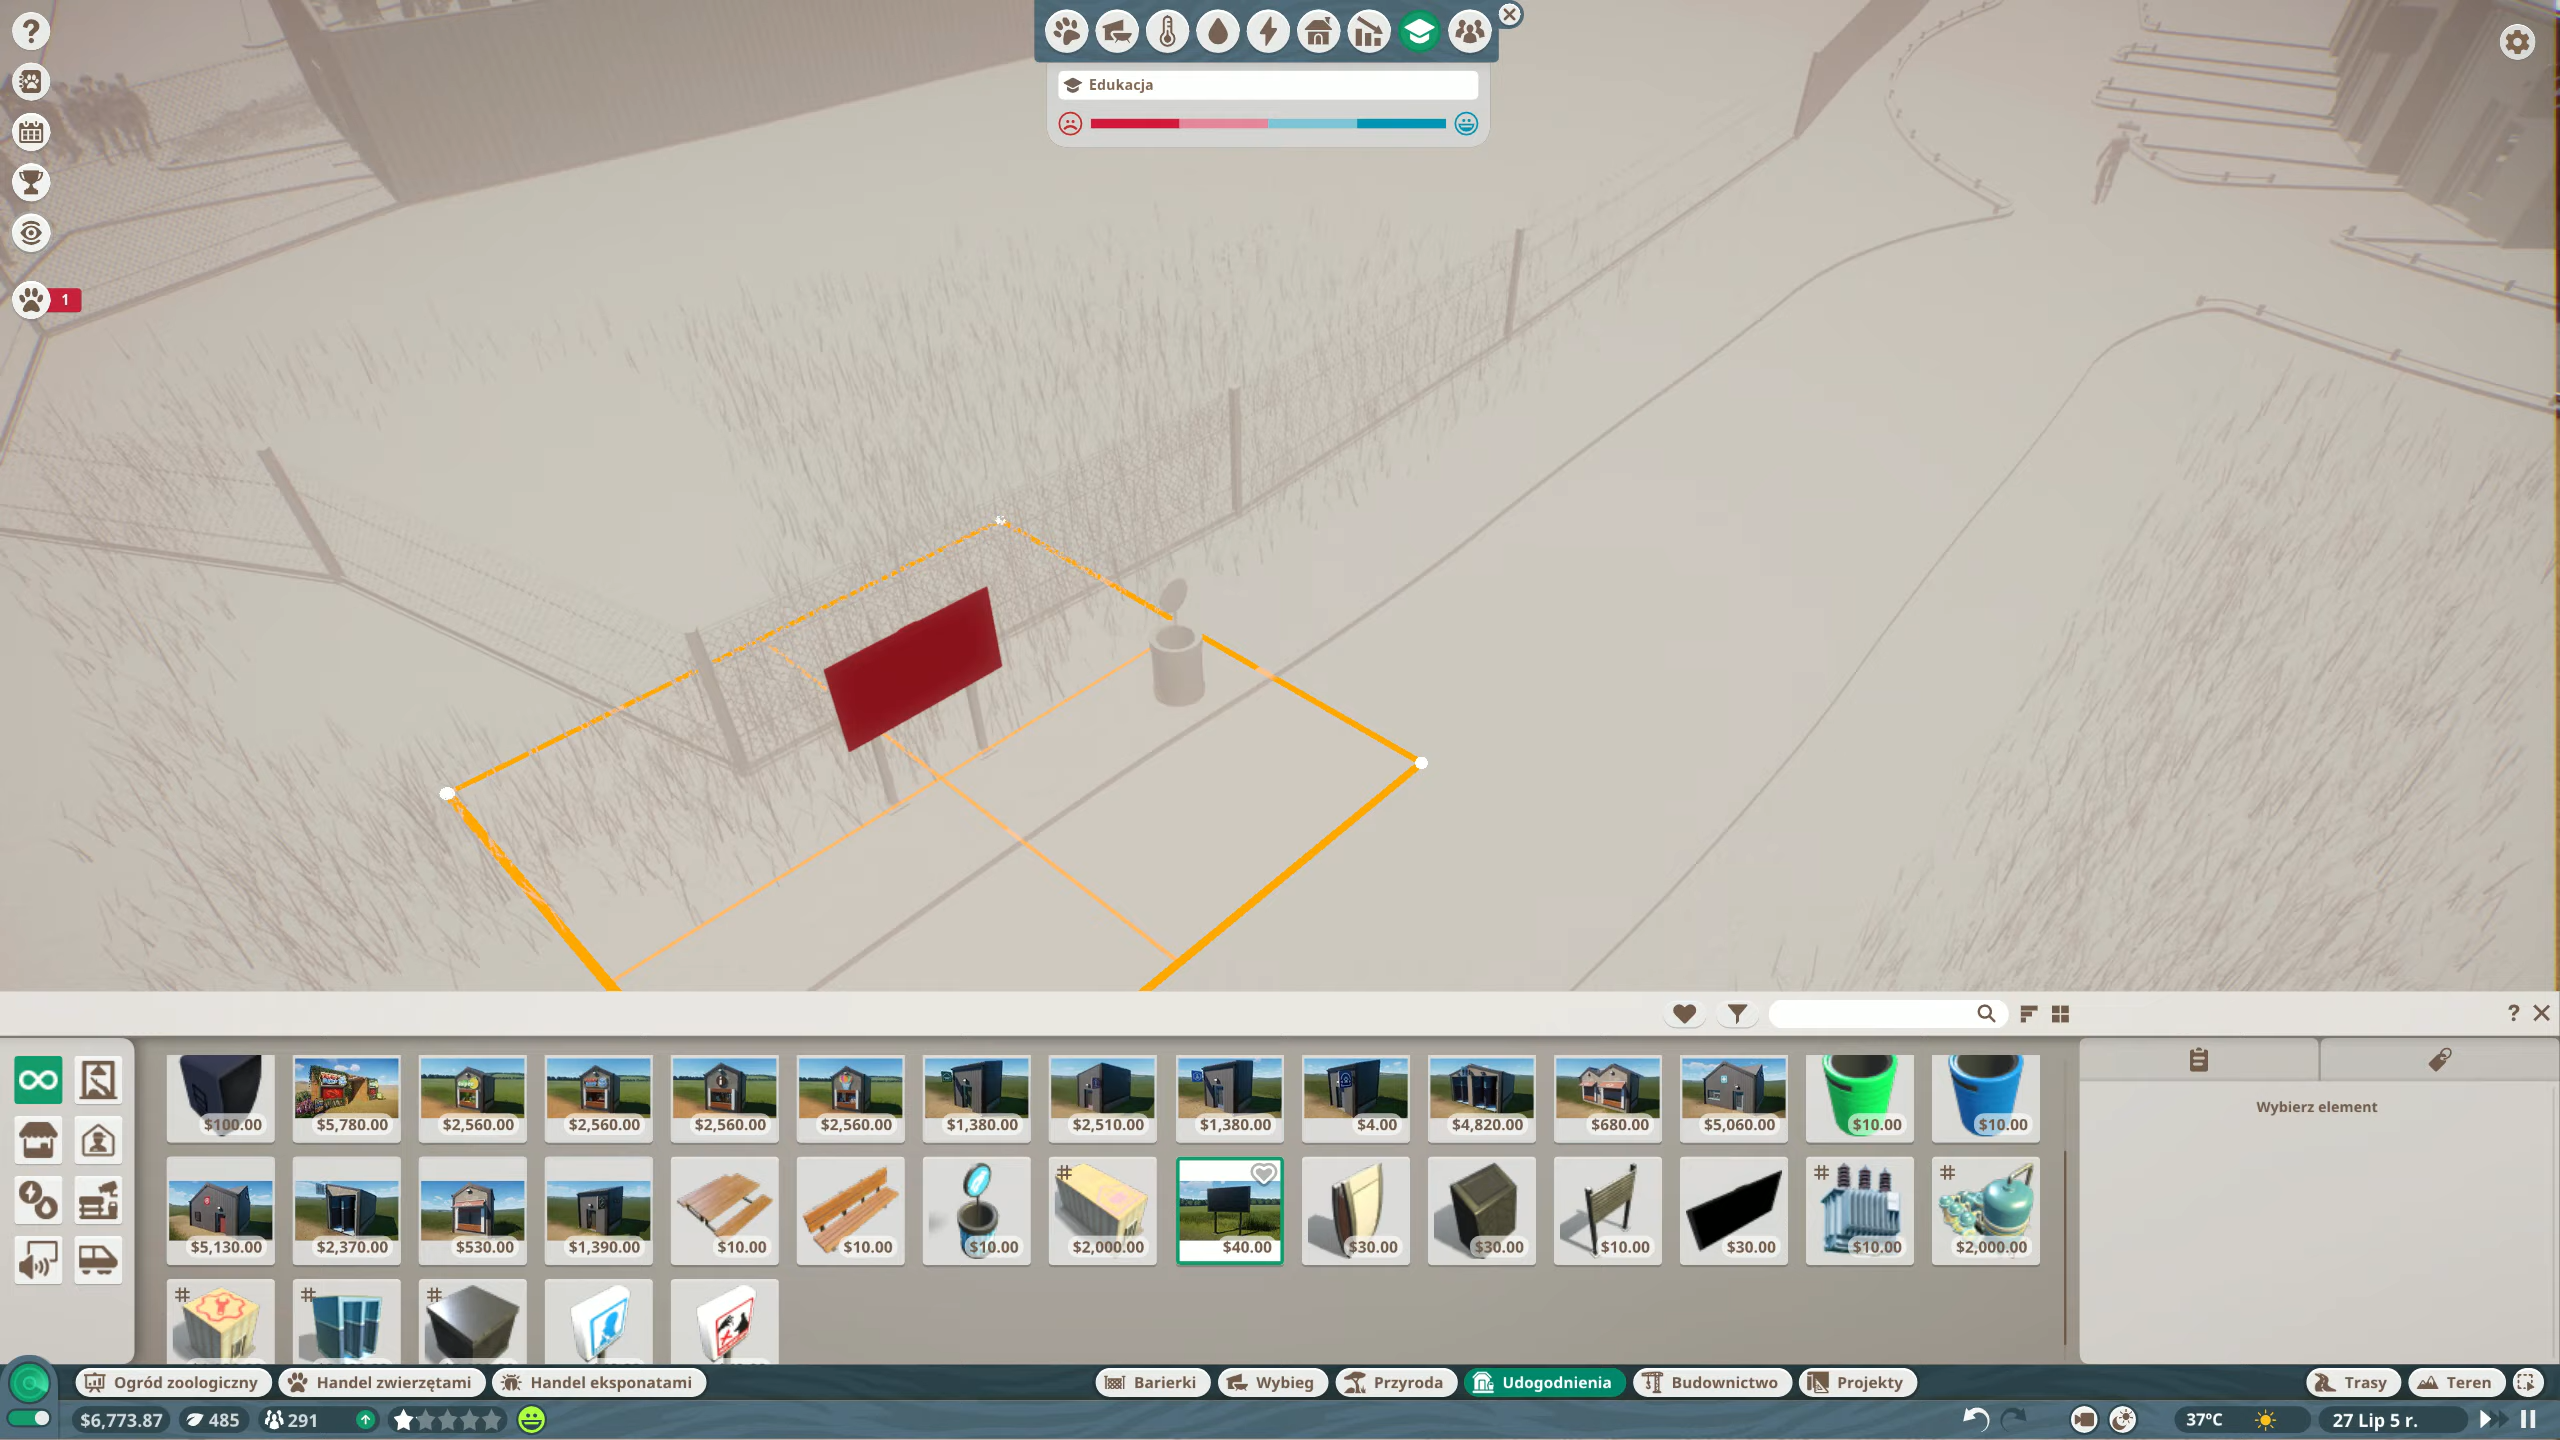 ?
1
Edukacja
?
$100.00
$5,780.00
$2,560.00
$2,560.00
$2,560.00
$2,560.00
$1,380.00
$2,510.00
$1,380.00
$4.00
$4,820.00
$680.00
$5,060.00
$10.00
$10.00
Wybierz element
$5,130.00
$2,370.00
$530.00
$1,390.00
$10.00
$10.00
$10.00
# $2,000.00
$40.00
$30.00
$30.00
$10.00
$30.00
# $10.00
# $2,000.00
#
#
#
Ogród zoologiczny
Handel zwierzętami
Handel eksponatami
Barierki
Wybieg
Przyroda
Udogodnienia
Budownictwo
Projekty
Trasy
Teren
$6,773.87
485
291
37°C
27 Lip 5 r.